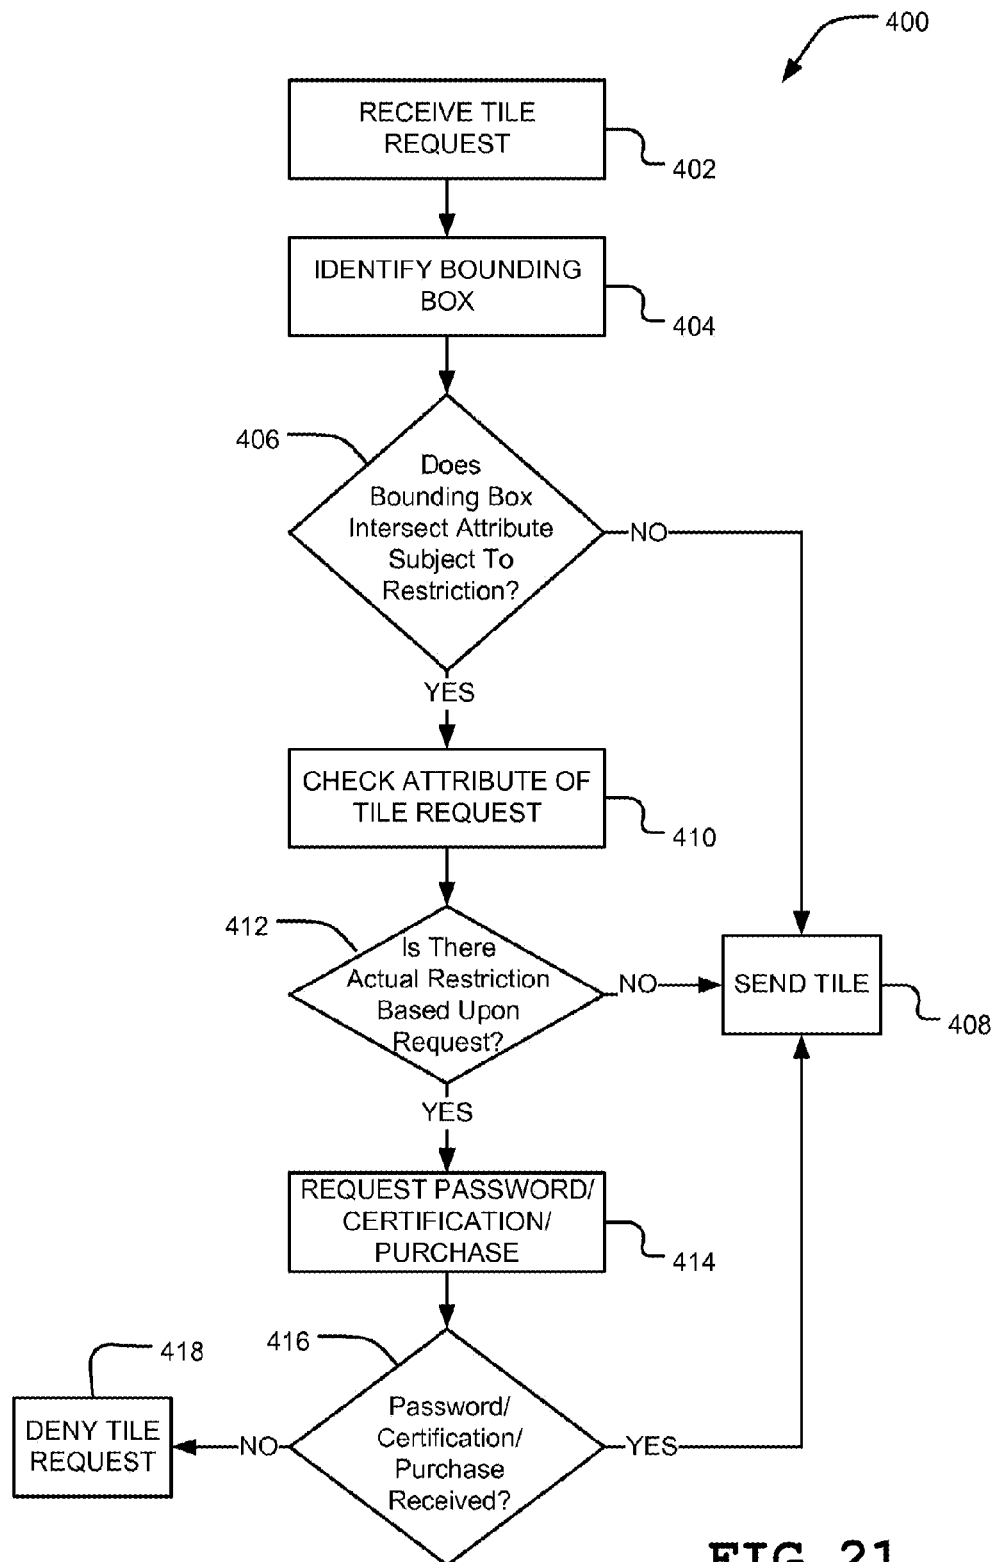 400
RECEIVE TILE
REQUEST
402
IDENTIFY BOUNDING
BOX
404
406
Does
Bounding Box
Intersect Attribute
Subject To
Restriction?
NO
YES
CHECK ATTRIBUTE OF
TILE REQUEST
410
412
Is There
Actual Restriction
Based Upon
Request?
NO
SEND TILE
408
YES
REQUEST PASSWORD/
CERTIFICATION/
PURCHASE
414
416
418
Password/
Certification/
Purchase
Received?
DENY TILE
REQUEST
NO
YES
FIG 21